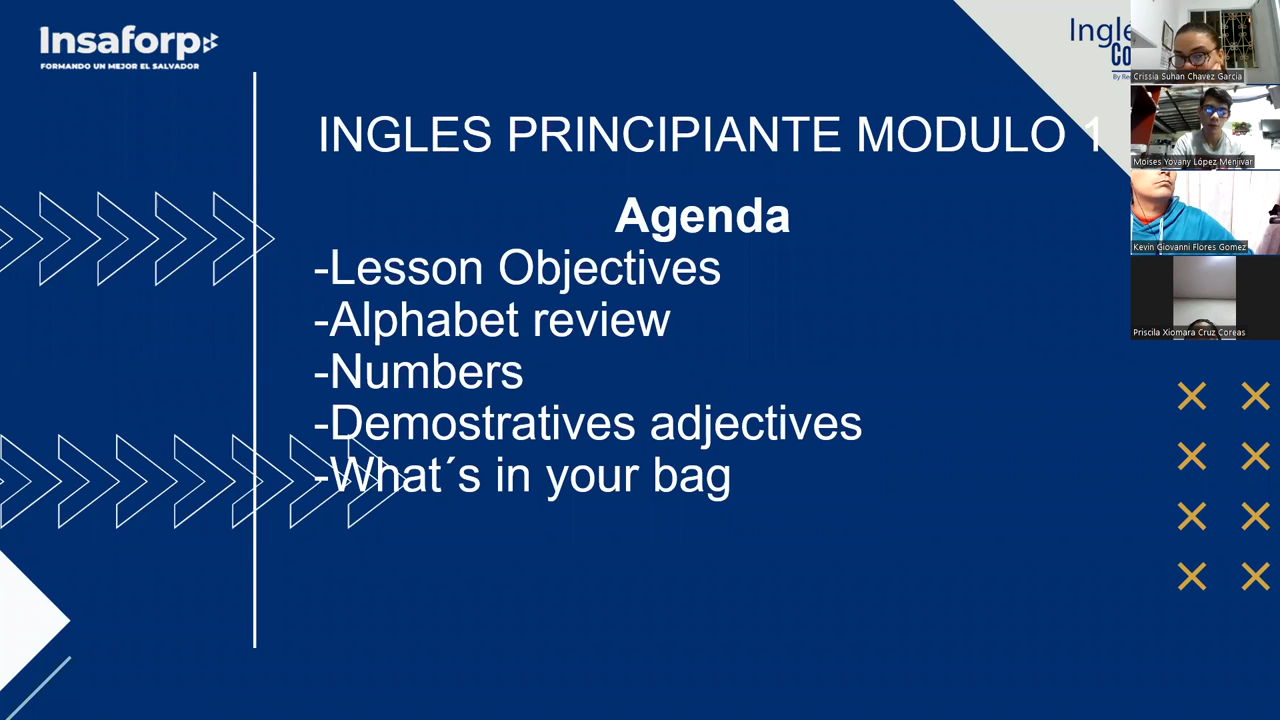 Insaforp
FORMANDO UN MEJOR EL SALVADOR
INGLES PRINCIPIANTE MODULO 1
Agenda
-Lesson Objectives
-Alphabet review
-Numbers
-Demostratives adjectives
-What´s in your bag
Crissia Suhan Chavez Garcia
Moises Yovany López Menjivar
Kevin Giovanni Flores Gomez
Priscila Xiomara Cruz Coreas